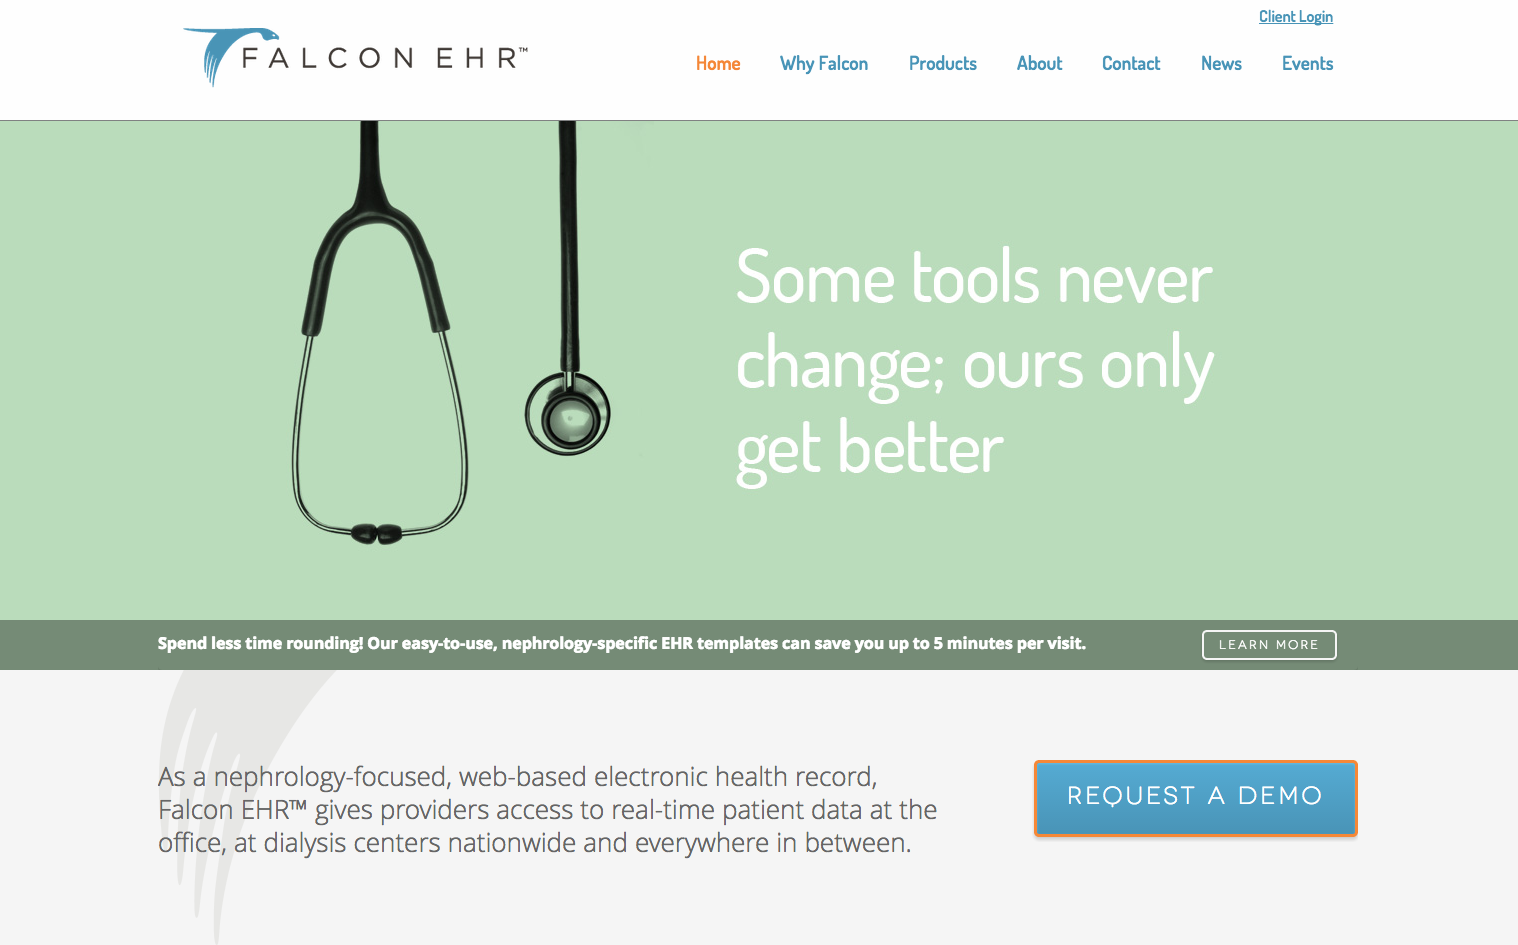 Client Login
FALCON EHR™
Home Why Falcon Products About Contact News Events
Some tools never
change; ours only
get better
Spend less time rounding! Our easy-to-use, nephrology-specific EHR templates can save you up to 5 minutes per visit.
LEARN MORE
As a nephrology-focused, web-based electronic health record,
Falcon EHR™ gives providers access to real-time patient data at the
office, at dialysis centers nationwide and everywhere in between.
REQUEST A DEMO